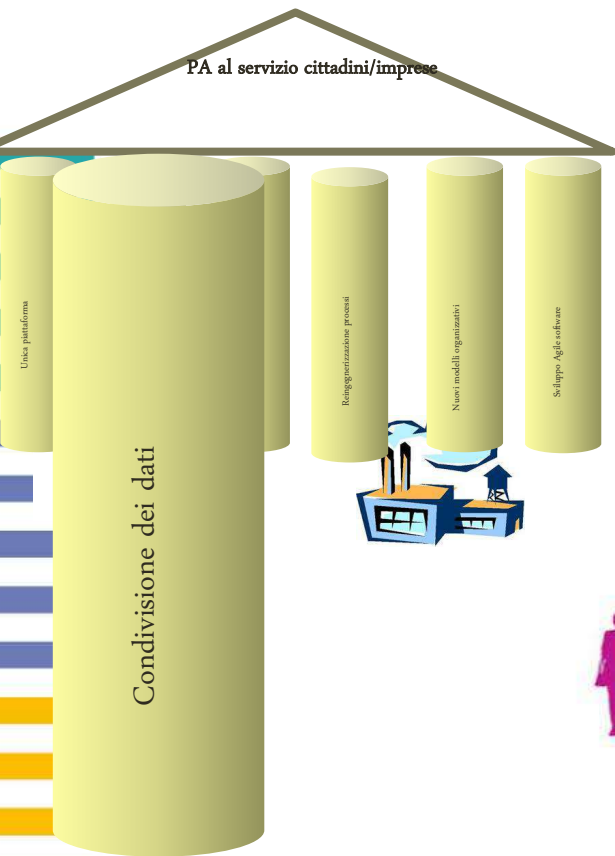 PA al servizio cittadini/imprese
Unica piattaforma
Condivisione dei dati
Reingegnerizzazione processi
Nuovi modelli organizzativi
Sviluppo Agile software